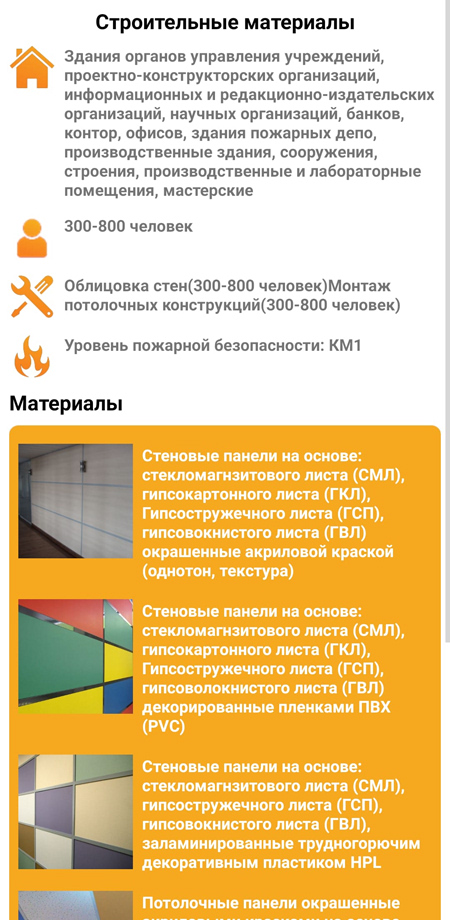 Строительные материалы
Здания органов управления учреждений,
проектно-конструкторских организаций,
информационных и редакционно-издательских
организаций, научных организаций, банков,
контор, офисов, здания пожарных депо,
производственные здания, сооружения,
строения, производственные и лабораторные
помещения, мастерские
300-800 человек
Облицовка стен(300-800 человек)Монтаж
потолочных конструкций(300-800 человек)
Уровень пожарной безопасности: КМ1
Материалы
Стеновые панели на основе:
стекломагнзитового листа (СМЛ),
гипсокартонного листа (ГКЛ),
Гипсостружечного листа (ГСП),
гипсовокнистого листа (ГВЛ)
окрашенные акриловой краской
(однотон, текстура)
Стеновые панели на основе:
стекломагнзитового листа (СМЛ),
гипсокартонного листа (ГКЛ),
Гипсостружечного листа (ГСП),
гипсоволокнистого листа (ГВЛ)
декорированные пленками ПВХ
(PVC)
Стеновые панели на основе:
стекломагнзитового листа (СМЛ),
гипсостружечного листа (ГСП),
гипсовокнистого листа (ГВЛ),
заламинированные трудногорючим
декоративным пластиком HPL
Потолочные панели окрашенные